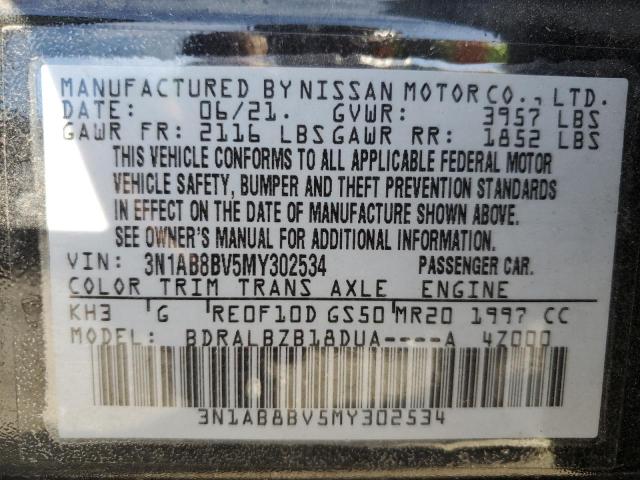 MANUFACTURED BY NISSAN MOTOR CO., LTD.
DATE: 06/21. GVWR: 3957 LBS
GAWR FR: 2116 LBS GAWR RR: 1852 LBS
THIS VEHICLE CONFORMS TO ALL APPLICABLE FEDERAL MOTOR
VEHICLE SAFETY, BUMPER AND THEFT PREVENTION STANDARDS
IN EFFECT ON THE DATE OF MANUFACTURE SHOWN ABOVE.
SEE OWNER'S MANUAL FOR ADDITIONAL INFORMATION.
VIN: 3N1AB8BV5MY302534 PASSENGER CAR.
COLOR TRIM TRANS AXLE ENGINE
KH3 G RE0F10D GS50 MR20 1997 CC
MODEL: BDRALBZB18DUA----A 4Z000
3N1AB8BV5MY302534